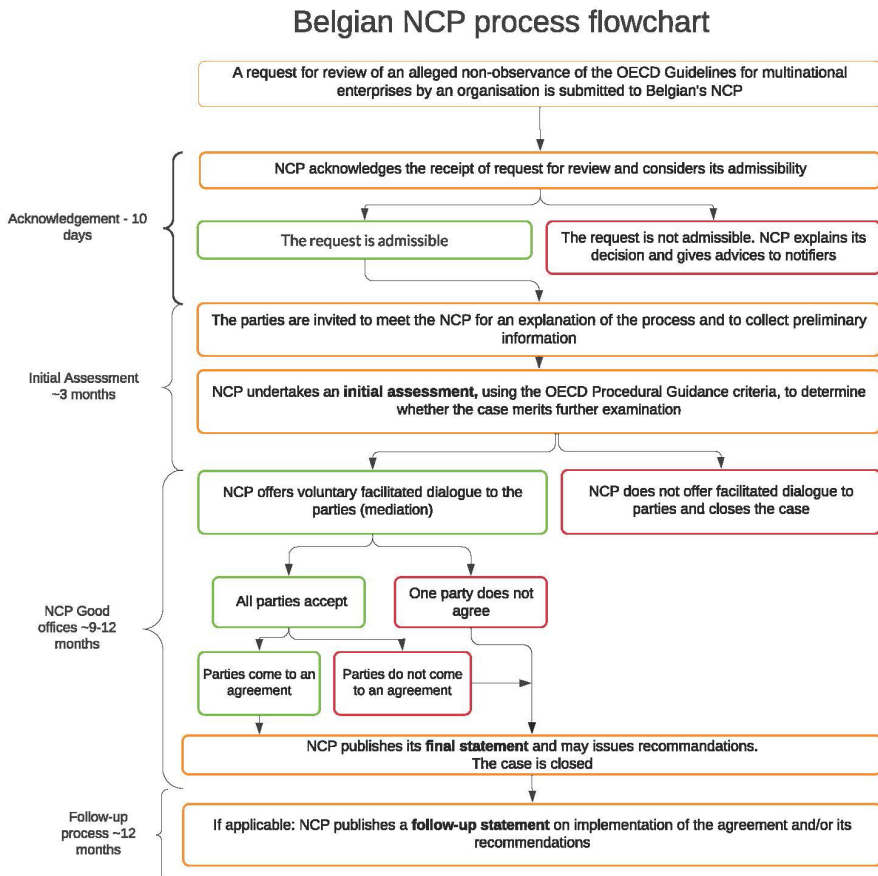 Belgian NCP process flowchart
A request for review of an alleged non-observance of the OECD Guidelines for multinational
enterprises by an organisation is submitted to Belgian's NCP
NCP acknowledges the receipt of request for review and considers its admissibility
Acknowledgement - 10
days
The request is admissible
The request is not admissible. NCP explains its
decision and gives advices to notifiers
The parties are invited to meet the NCP for an explanation of the process and to collect preliminary
information
Initial Assessment
~3 months
NCP undertakes an initial assessment, using the OECD Procedural Guidance criteria, to determine
whether the case merits further examination
NCP offers voluntary facilitated dialogue to the
parties (mediation)
NCP does not offer facilitated dialogue to
parties and closes the case
NCP Good
offices ~9-12
months
All parties accept
One party does not
agree
Parties come to an
agreement
Parties do not come
to an agreement
NCP publishes its final statement and may issues recommandations.
The case is closed
Follow-up
process ~12
months
If applicable: NCP publishes a follow-up statement on implementation of the agreement and/or its
recommendations